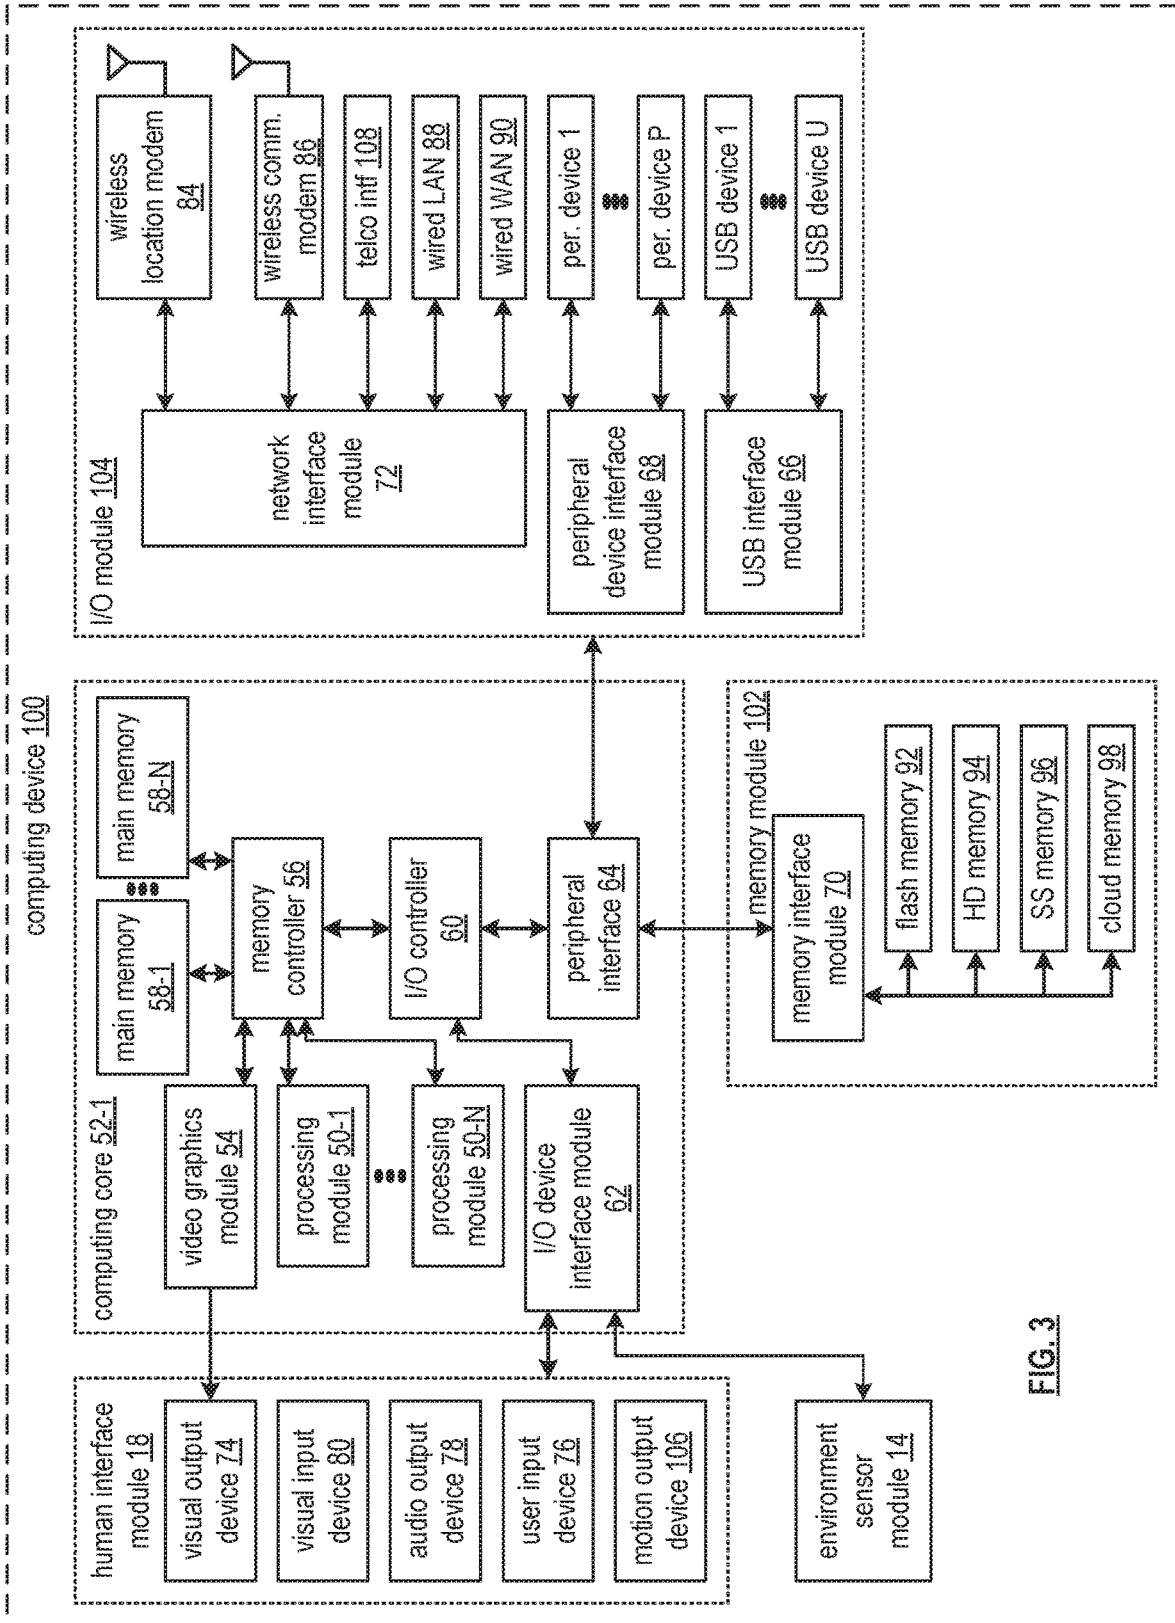 computing device 100
human interface
module 18
visual output
device 74
visual input
device 80
audio output
device 78
user input
device 76
motion output
device 106
environment
sensor
module 14
computing core 52-1
video graphics
module 54
processing
module 50-1
processing
module 50-N
I/O device
interface module
62
main memory
58-1
main memory
58-N
memory
controller 56
I/O controller
60
peripheral
interface 64
memory module 102
memory interface
module 70
flash memory 92
HD memory 94
SS memory 96
cloud memory 98
I/O module 104
network
interface
module
72
peripheral
device interface
module 68
USB interface
module 66
wireless
location modem
84
wireless comm.
modem 86
telco intf 108
wired LAN 88
wired WAN 90
per. device 1
per. device P
USB device 1
USB device U
FIG. 3